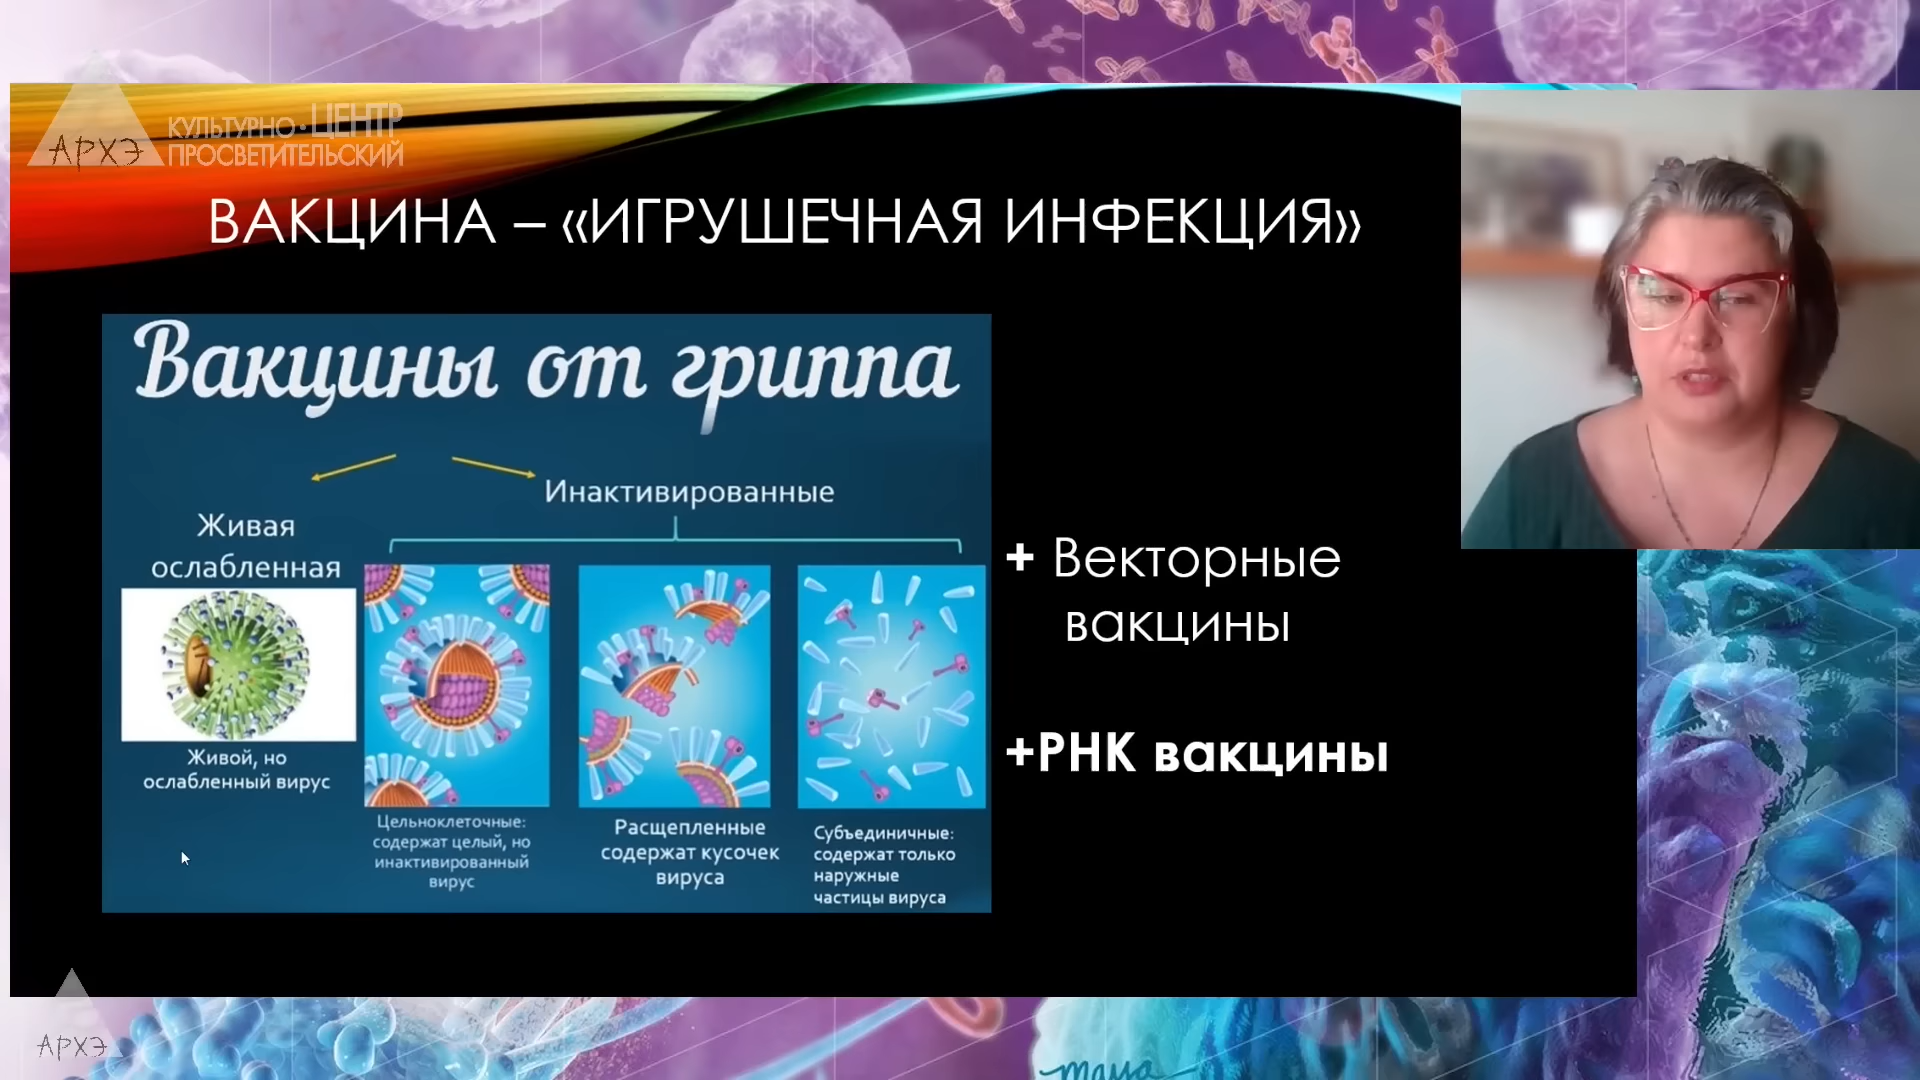 АРХЭ
КУЛЬТУРНО-ЦЕНТР
ПРОСВЕТИТЕЛЬСКИЙ
ВАКЦИНА – «ИГРУШЕЧНАЯ ИНФЕКЦИЯ»
Вакцины от гриппа
Инактивированные
Живая
ослабленная
Живой, но
ослабленный вирус
Цельноклеточные:
содержат целый, но
инактивированный
вирус
Расщепленные
содержат кусочек
вируса
Субъединичные:
содержат только
наружные
частицы вируса
+ Векторные
вакцины
+РНК вакцины
АРХЭ